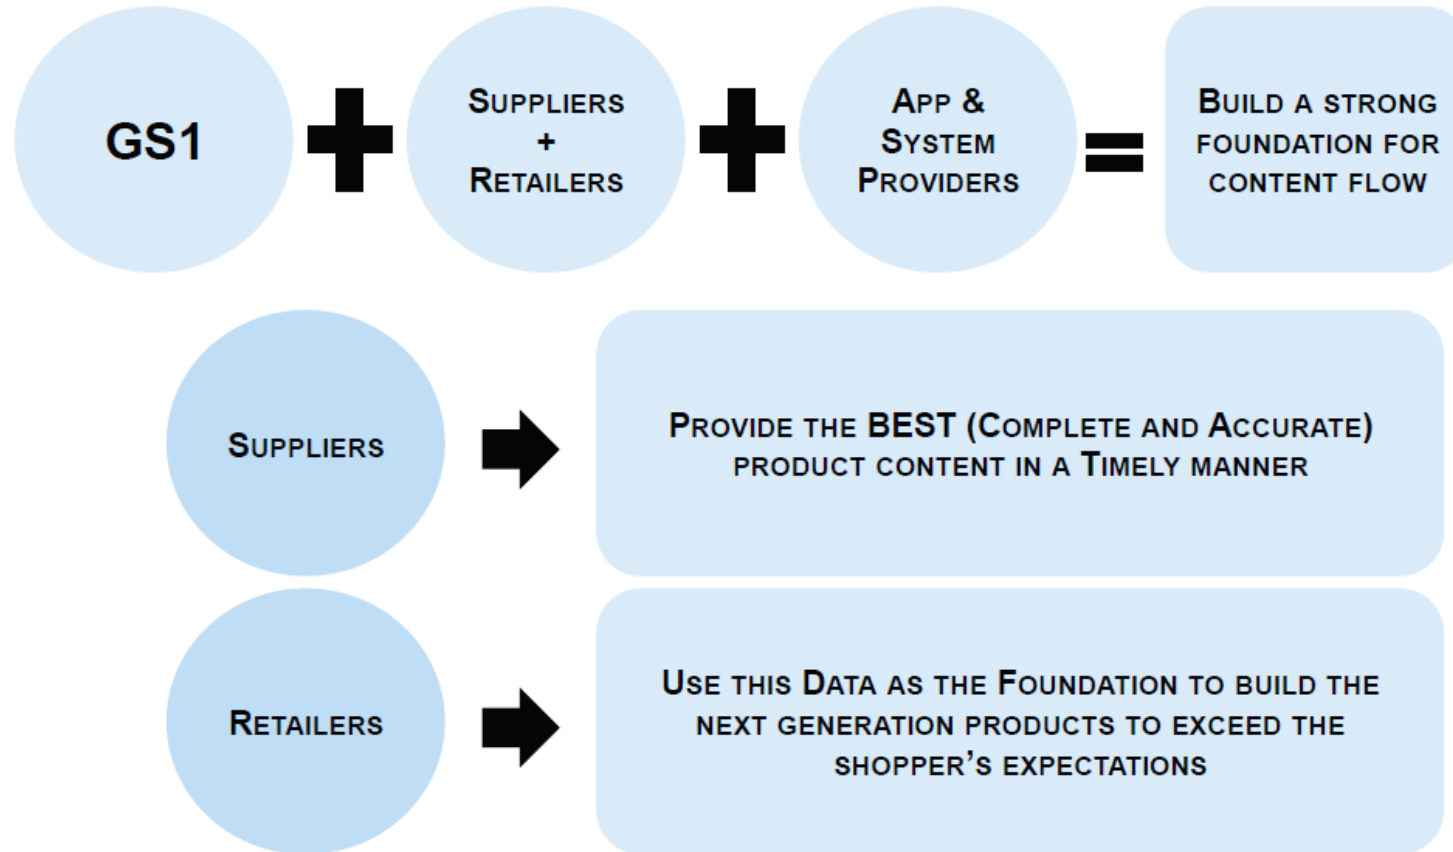 GS1
Suppliers
+
Retailers
App &
System
Providers
Build a strong
foundation for
content flow
Suppliers
Provide the BEST (Complete and Accurate)
product content in a Timely manner
Retailers
Use this Data as the Foundation to build the
next generation products to exceed the
shopper's expectations